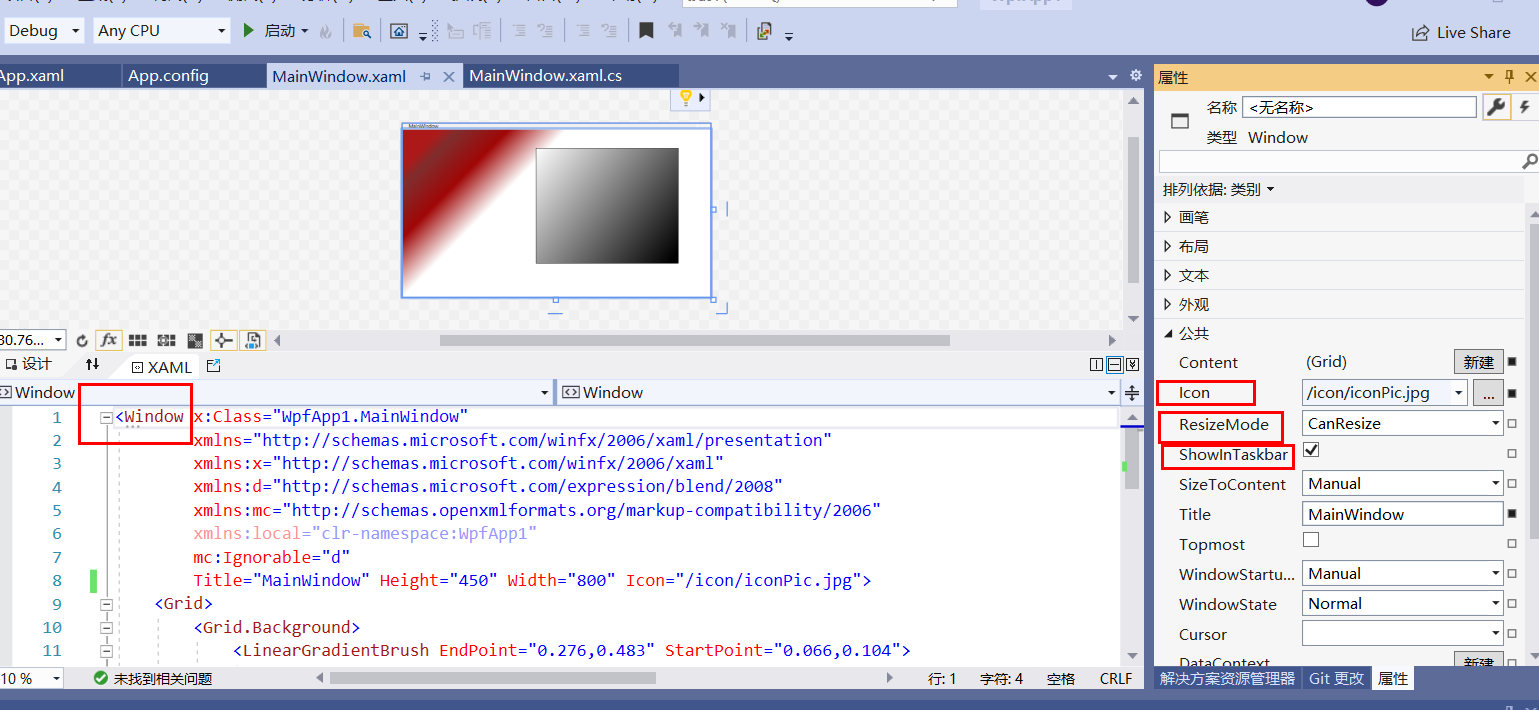 Debug
Any CPU
启动
Live Share
App.xaml
App.config
MainWindow.xaml
MainWindow.xaml.cs
MainWindow
30.76...
fx
设计
XAML
Window
Window
1 <Window x:Class="WpfApp1.MainWindow"
2 xmlns="http://schemas.microsoft.com/winfx/2006/xaml/presentation"
3 xmlns:x="http://schemas.microsoft.com/winfx/2006/xaml"
4 xmlns:d="http://schemas.microsoft.com/expression/blend/2008"
5 xmlns:mc="http://schemas.openxmlformats.org/markup-compatibility/2006"
6 xmlns:local="clr-namespace:WpfApp1"
7 mc:Ignorable="d"
8 Title="MainWindow" Height="450" Width="800" Icon="/icon/iconPic.jpg">
9 <Grid>
10 <Grid.Background>
11 <LinearGradientBrush EndPoint="0.276,0.483" StartPoint="0.066,0.104">
10 %
未找到相关问题
行: 1
字符: 4
空格
CRLF
属性
名称 <无名称>
类型 Window
排列依据: 类别
画笔
布局
文本
外观
公共
Content (Grid) 新建
Icon /icon/iconPic.jpg ...
ResizeMode CanResize
ShowInTaskbar
SizeToContent Manual
Title MainWindow
Topmost
WindowStartu... Manual
WindowState Normal
Cursor
DataContext 新建
解决方案资源管理器 Git 更改 属性